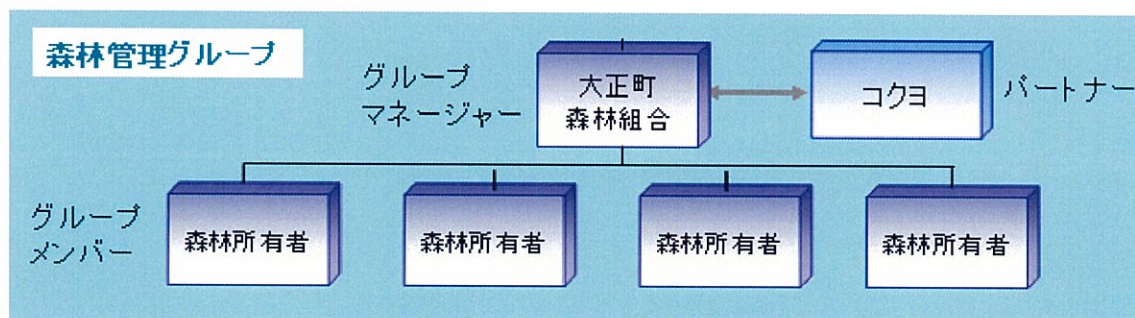 森林管理グループ
グループ
マネージャー
大正町
森林組合
コクヨ
パートナー
グループ
メンバー
森林所有者
森林所有者
森林所有者
森林所有者